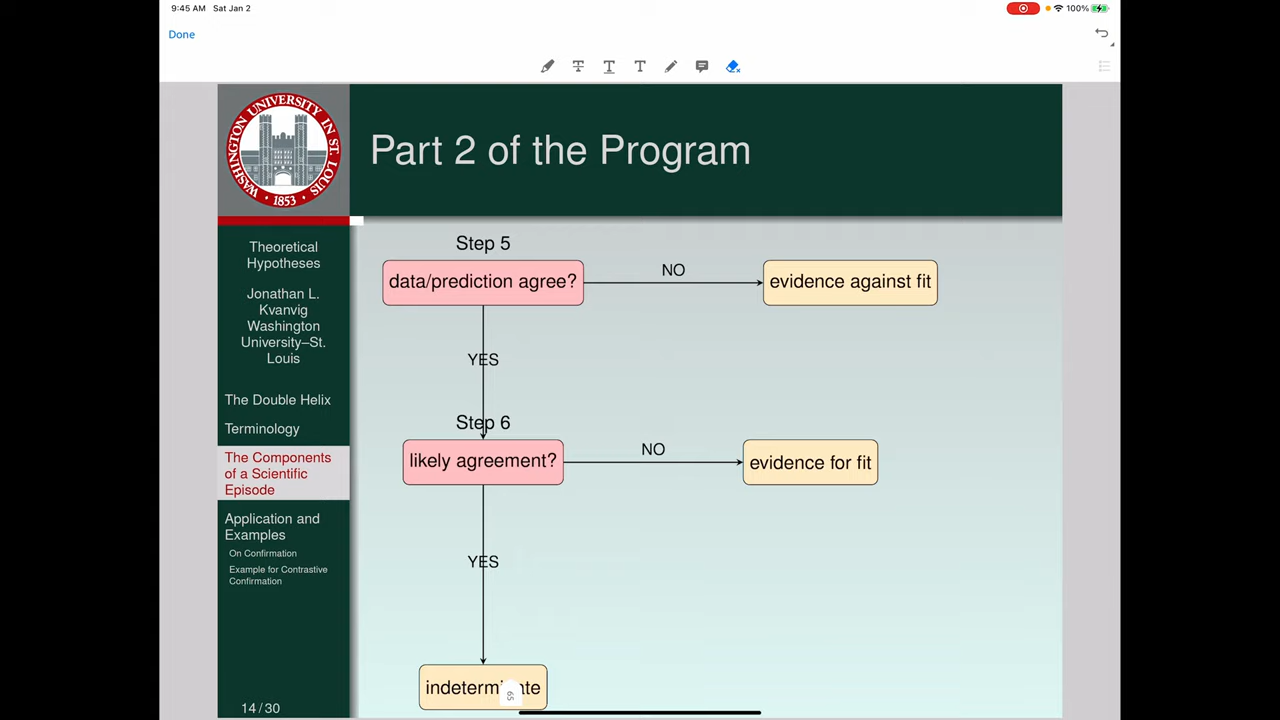 9:45 AM Sat Jan 2
100%
Done
WASHINGTON UNIVERSITY IN ST. LOUIS
1853
Part 2 of the Program
Theoretical
Hypotheses
Jonathan L.
Kvanvig
Washington
University–St.
Louis
The Double Helix
Terminology
The Components
of a Scientific
Episode
Application and
Examples
On Confirmation
Example for Contrastive
Confirmation
14 / 30
Step 5
data/prediction agree?
NO
evidence against fit
YES
Step 6
likely agreement?
NO
evidence for fit
YES
indeterminate
65